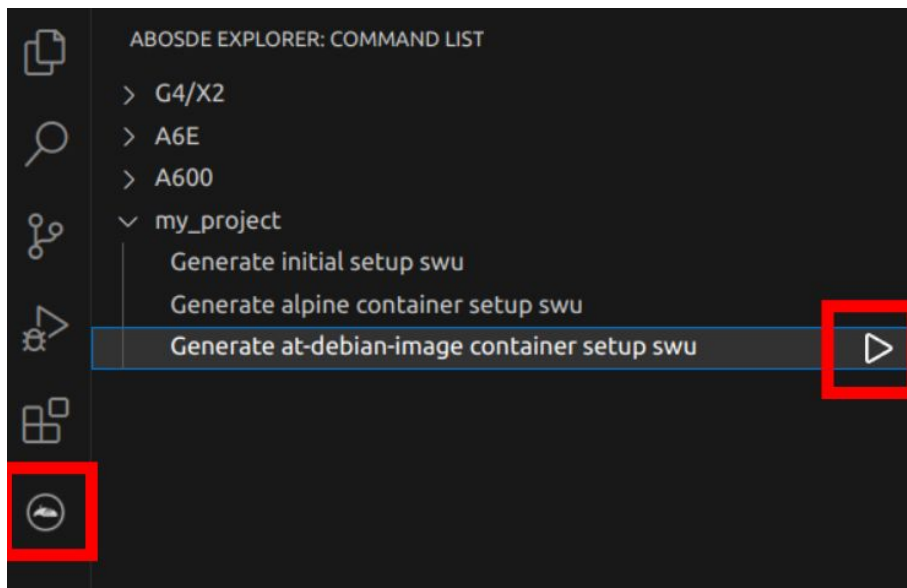 ABOSDE EXPLORER: COMMAND LIST
G4/X2
A6E
A600
my_project
Generate initial setup swu
Generate alpine container setup swu
Generate at-debian-image container setup swu